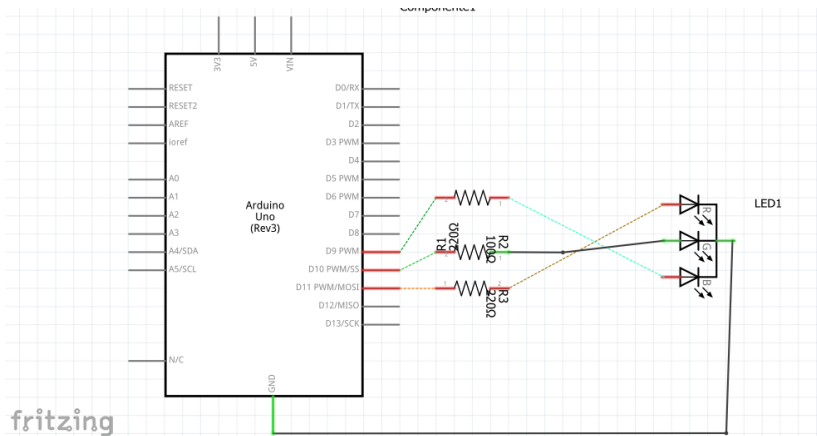 Componente1
3V3
5V
VIN
RESET
RESET2
AREF
ioref
A0
A1
A2
A3
A4/SDA
A5/SCL
N/C
Arduino
Uno
(Rev3)
D0/RX
D1/TX
D2
D3 PWM
D4
D5 PWM
D6 PWM
D7
D8
D9 PWM
D10 PWM/SS
D11 PWM/MOSI
D12/MISO
D13/SCK
GND
R1
220Ω
R2
100Ω
R3
220Ω
LED1
R
G
B
fritzing